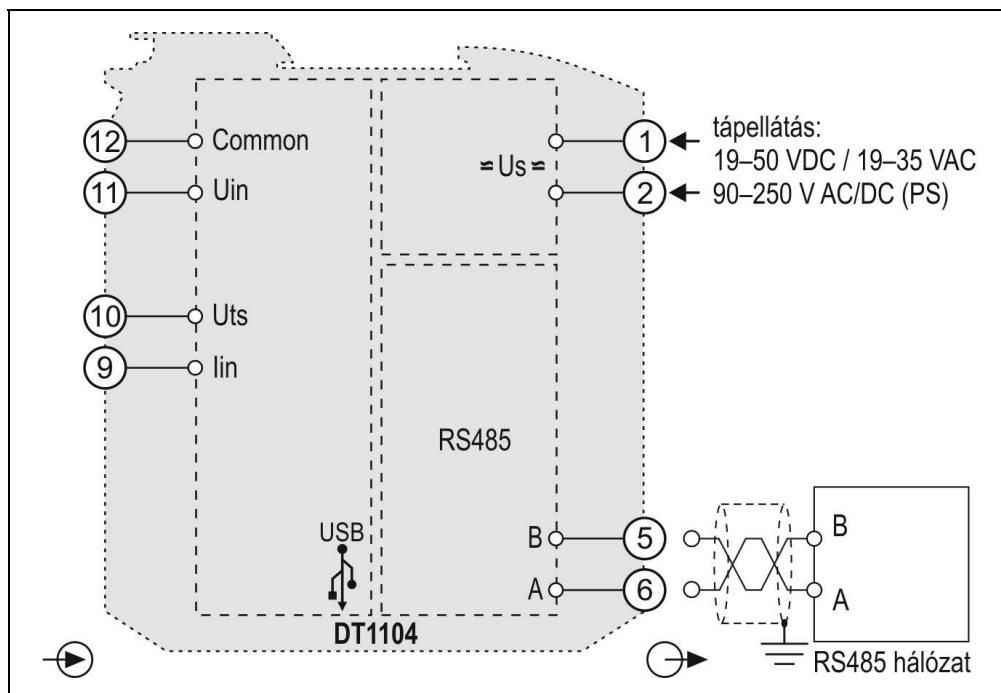 12 Common
11 Uin
10 Uts
9 Iin
USB
DT1104
≂ Us ≂
1
2
tápellátás:
19–50 VDC / 19–35 VAC
90–250 V AC/DC (PS)
RS485
B 5
A 6
B
A
RS485 hálózat